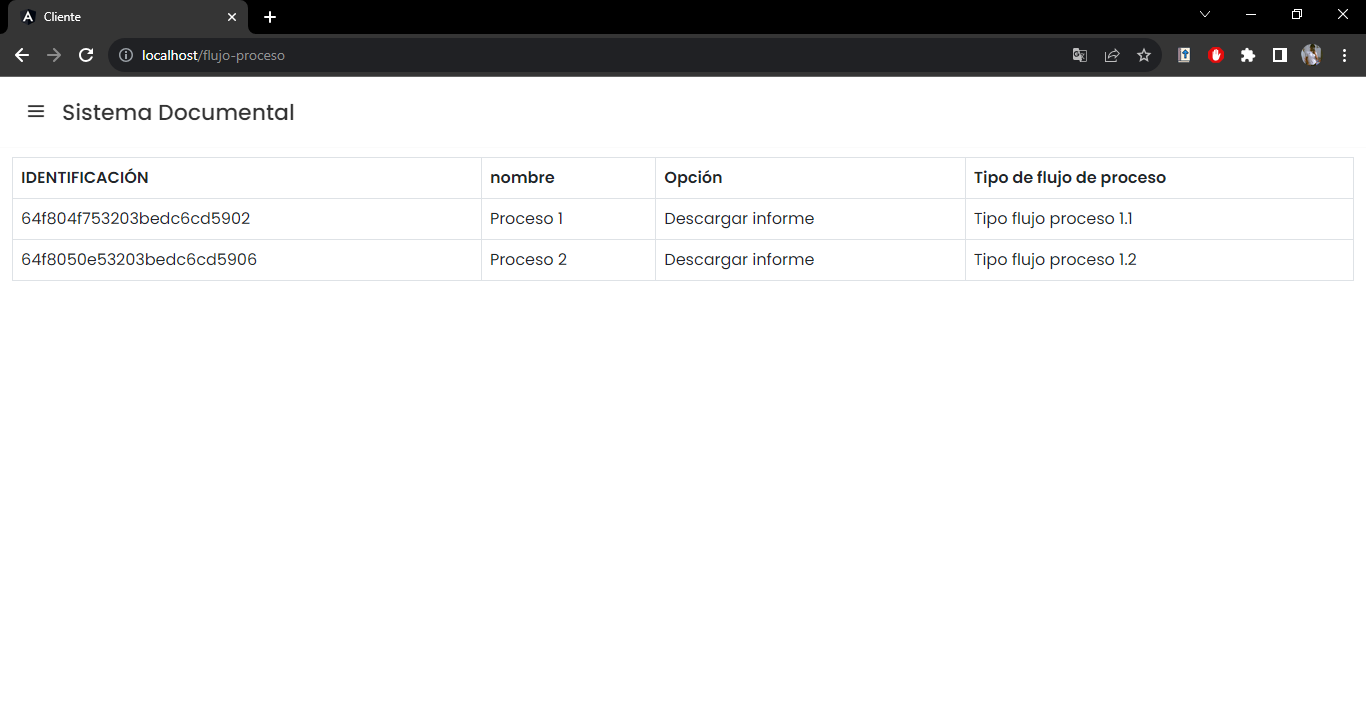 Cliente
localhost/flujo-proceso
Sistema Documental
IDENTIFICACIÓN nombre Opción Tipo de flujo de proceso
64f804f753203bedc6cd5902 Proceso 1 Descargar informe Tipo flujo proceso 1.1
64f8050e53203bedc6cd5906 Proceso 2 Descargar informe Tipo flujo proceso 1.2